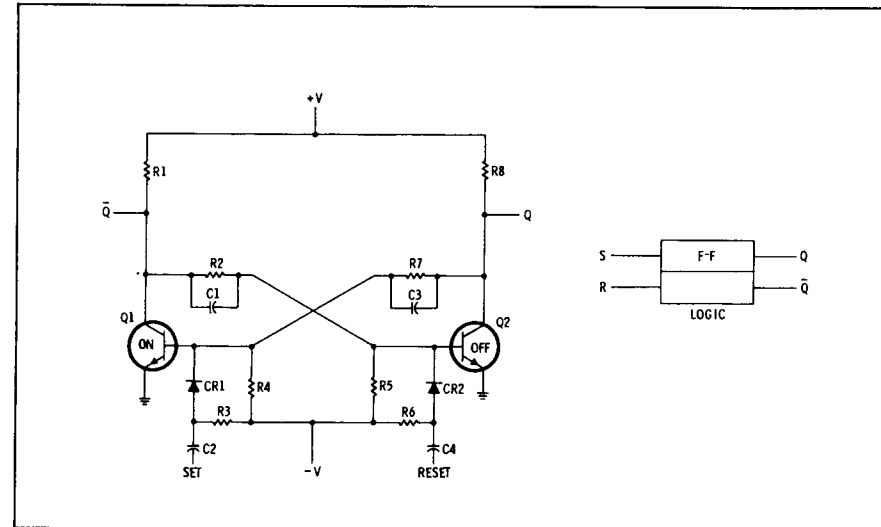 +V
R1
R8
Q̄
Q
R2
R7
C1
C3
Q1
Q2
ON
OFF
CR1
R4
R5
CR2
R3
R6
C2
C4
SET
-V
RESET
S
F-F
Q
R
Q̄
LOGIC